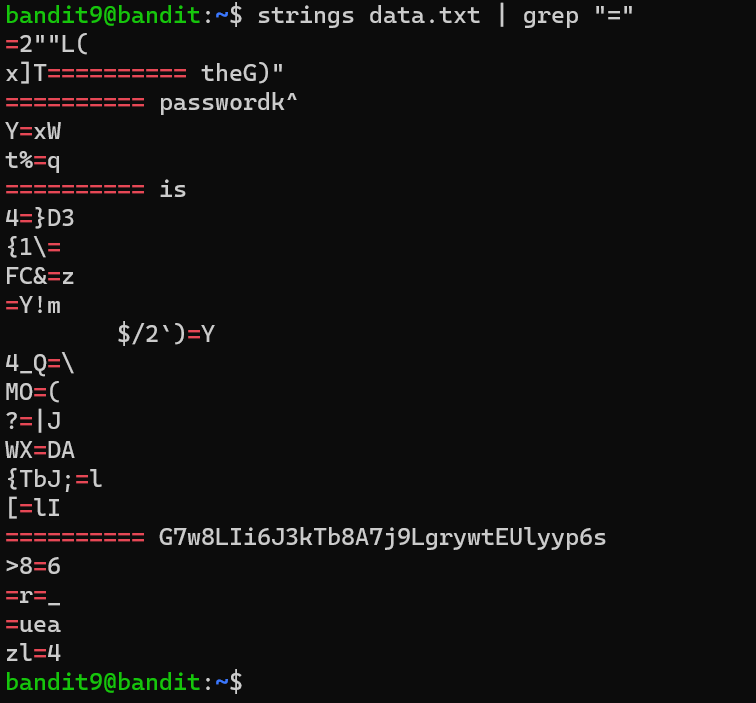 bandit9@bandit:~$ strings data.txt | grep "="
=2""L(
x]T========== theG)"
========== passwordk^
Y=xW
t%=q
========== is
4=}D3
{1\=
FC&=z
=Y!m
        $/2`)=Y
4_Q=\
MO=(
?=|J
WX=DA
{TbJ;=l
[=lI
========== G7w8LIi6J3kTb8A7j9LgrywtEUlyyp6s
>8=6
=r=_
=uea
zl=4
bandit9@bandit:~$